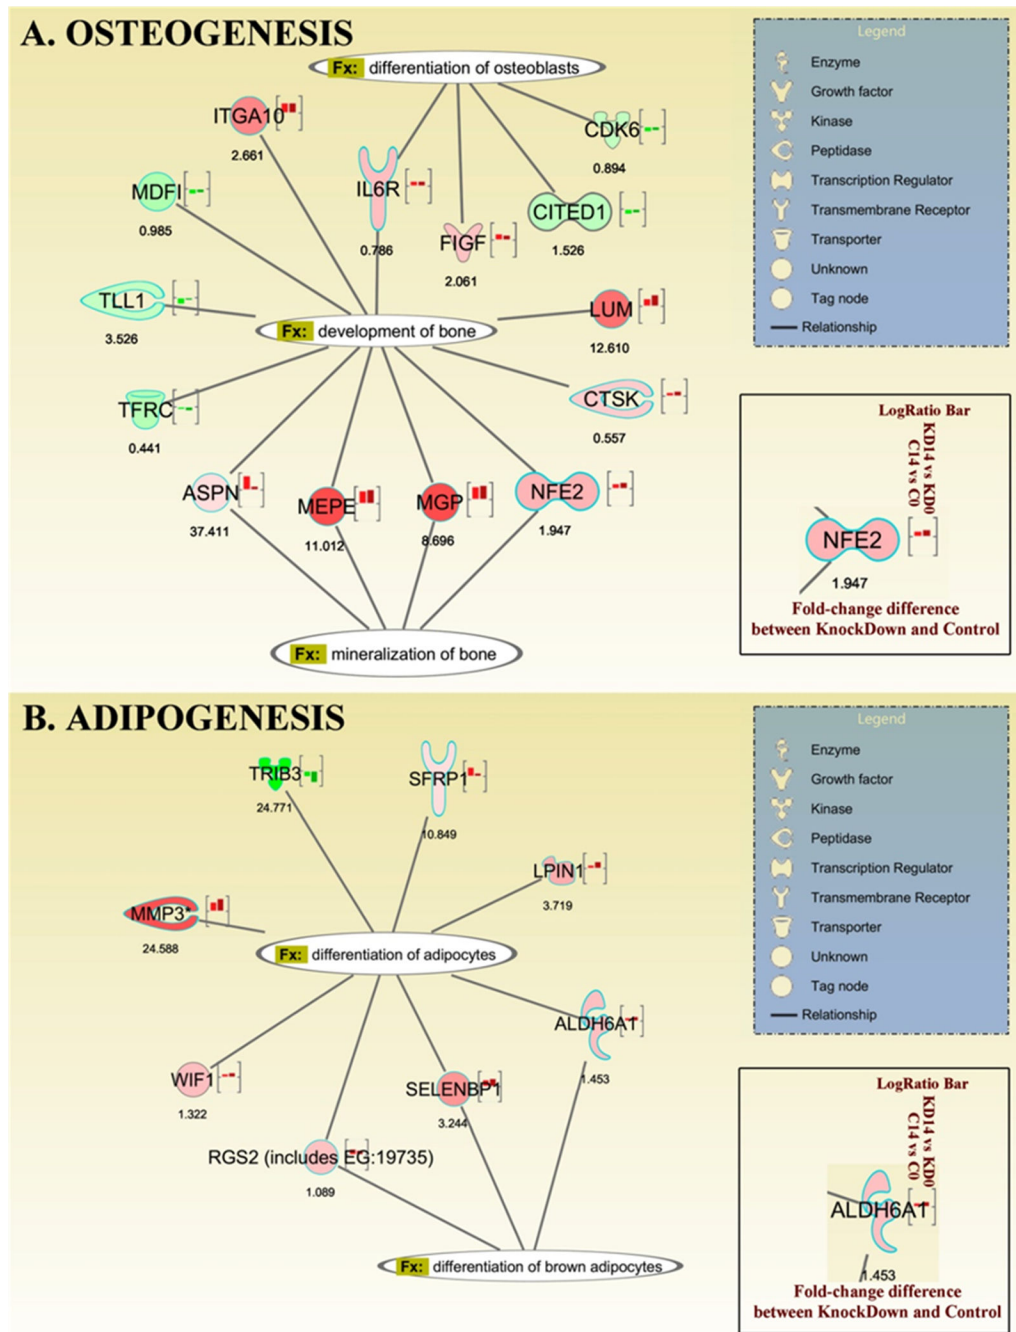 A. OSTEOGENESIS
Fx: differentiation of osteoblasts
ITGA10
2.661
CDK6
0.894
MDFI
0.985
IL6R
0.786
FIGF
2.061
CITED1
1.526
TLL1
3.526
Fx: development of bone
LUM
12.610
TFRC
0.441
CTSK
0.557
ASPN
37.411
MEPE
11.012
MGP
8.696
NFE2
1.947
Fx: mineralization of bone
Legend
Enzyme
Growth factor
Kinase
Peptidase
Transcription Regulator
Transmembrane Receptor
Transporter
Unknown
Tag node
Relationship
LogRatio Bar
KD14 vs KD0
C14 vs C0
NFE2
1.947
Fold-change difference
between KnockDown and Control
B. ADIPOGENESIS
TRIB3
24.771
SFRP1
10.849
LPIN1
3.719
MMP3*
24.588
Fx: differentiation of adipocytes
ALDH6A1
1.453
WIF1
1.322
SELENBP1
3.244
RGS2 (includes EG:19735)
1.089
Fx: differentiation of brown adipocytes
Legend
Enzyme
Growth factor
Kinase
Peptidase
Transcription Regulator
Transmembrane Receptor
Transporter
Unknown
Tag node
Relationship
LogRatio Bar
KD14 vs KD0
C14 vs C0
ALDH6A1
1.453
Fold-change difference
between KnockDown and Control